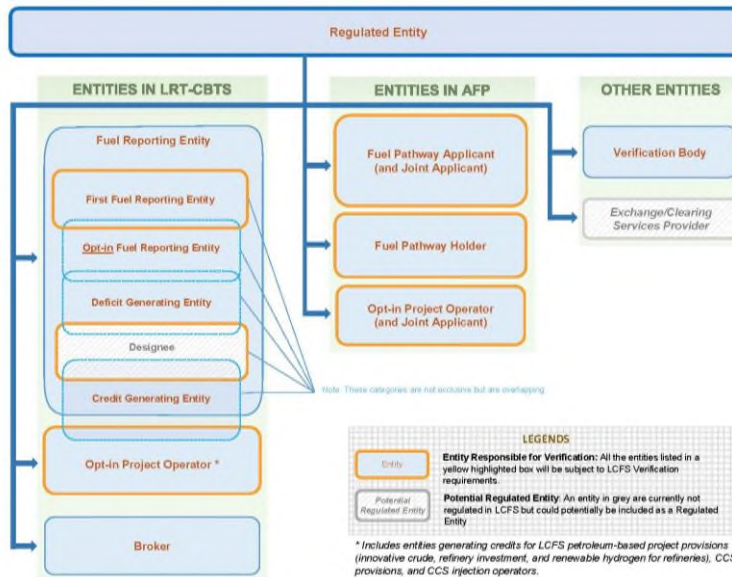 Regulated Entity
ENTITIES IN LRT-CBTS
Fuel Reporting Entity
First Fuel Reporting Entity
Opt-in Fuel Reporting Entity
Deficit Generating Entity
Designee
Credit Generating Entity
Opt-in Project Operator *
Broker
ENTITIES IN AFP
Fuel Pathway Applicant
(and Joint Applicant)
Fuel Pathway Holder
Opt-in Project Operator
(and Joint Applicant)
OTHER ENTITIES
Verification Body
Exchange/Clearing
Services Provider
Note: These categories are not exclusive but are overlapping
LEGENDS
Entity
Entity Responsible for Verification: All the entities listed in a
yellow highlighted box will be subject to LCFS Verification
requirements.
Potential
Regulated Entity
Potential Regulated Entity: An entity in grey are currently not
regulated in LCFS but could potentially be included as a Regulated
Entity
* Includes entities generating credits for LCFS petroleum-based project provisions
(innovative crude, refinery investment, and renewable hydrogen for refineries), CCS
provisions, and CCS injection operators.